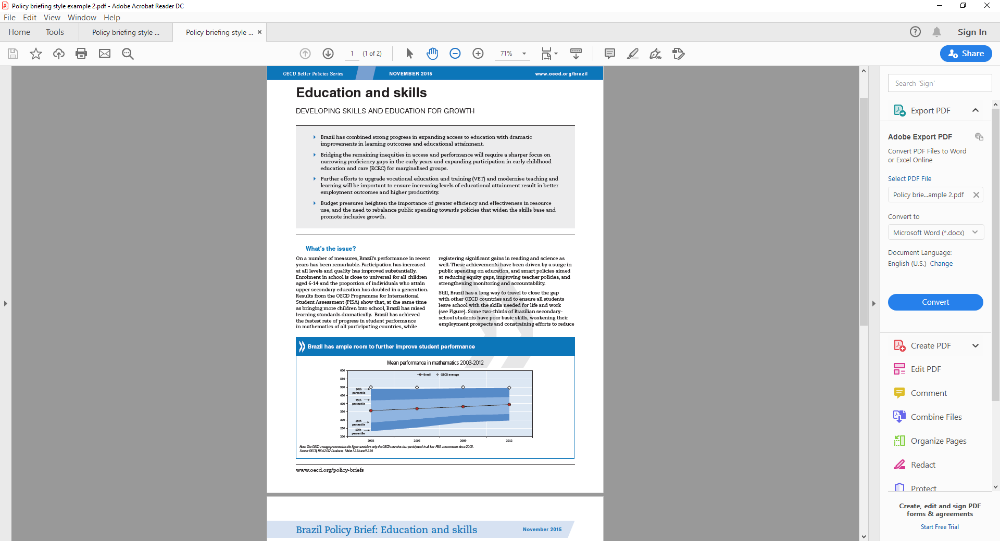 Policy briefing style example 2.pdf - Adobe Acrobat Reader DC
File Edit View Window Help
Home Tools Policy briefing style ... Policy briefing style ... Sign In
1 (1 of 2) 71% Share
OECD Better Policies Series NOVEMBER 2015 www.oecd.org/brazil
Education and skills
DEVELOPING SKILLS AND EDUCATION FOR GROWTH
Brazil has combined strong progress in expanding access to education with dramatic
improvements in learning outcomes and educational attainment.
Bridging the remaining inequities in access and performance will require a sharper focus on
narrowing proficiency gaps in the early years and expanding participation in early childhood
education and care (ECEC) for marginalised groups.
Further efforts to upgrade vocational education and training (VET) and modernise teaching and
learning will be important to ensure increasing levels of educational attainment result in better
employment outcomes and higher productivity.
Budget pressures heighten the importance of greater efficiency and effectiveness in resource
use, and the need to rebalance public spending towards policies that widen the skills base and
promote inclusive growth.
What's the issue?
On a number of measures, Brazil's performance in recent
years has been remarkable. Participation has increased
at all levels and quality has improved substantially.
Enrolment in school is close to universal for all children
aged 6-14 and the proportion of individuals who attain
upper secondary education has doubled in a generation.
Results from the OECD Programme for International
Student Assessment (PISA) show that, at the same time
as bringing more children into school, Brazil has raised
learning standards dramatically. Brazil has achieved
the fastest rate of progress in student performance
in mathematics of all participating countries, while
registering significant gains in reading and science as
well. These achievements have been driven by a surge in
public spending on education, and smart policies aimed
at reducing equity gaps, improving teacher policies, and
strengthening monitoring and accountability.
Still, Brazil has a long way to travel to close the gap
with other OECD countries and to ensure all students
leave school with the skills needed for life and work
(see Figure). Some two-thirds of Brazilian secondary-
school students have poor basic skills, weakening their
employment prospects and constraining efforts to reduce
Brazil has ample room to further improve student performance
Mean performance in mathematics 2003-2012
Brazil OECD average
600
550
500
450
400
350
300
250
200
90th
percentile
75th
percentile
25th
percentile
10th
percentile
2003 2006 2009 2012
Note: The OECD average presented in this figure considers only the OECD countries that participated in all four PISA assessments since 2003.
Source: OECD, PISA 2012 Database, Tables I.2.3b and I.2.3d.
www.oecd.org/policy-briefs
Brazil Policy Brief: Education and skills November 2015
Search 'Sign'
Export PDF
Adobe Export PDF
Convert PDF Files to Word
or Excel Online
Select PDF File
Policy brie...ample 2.pdf
Convert to
Microsoft Word (*.docx)
Document Language:
English (U.S.) Change
Convert
Create PDF
Edit PDF
Comment
Combine Files
Organize Pages
Redact
Protect
Create, edit and sign PDF
forms & agreements
Start Free Trial